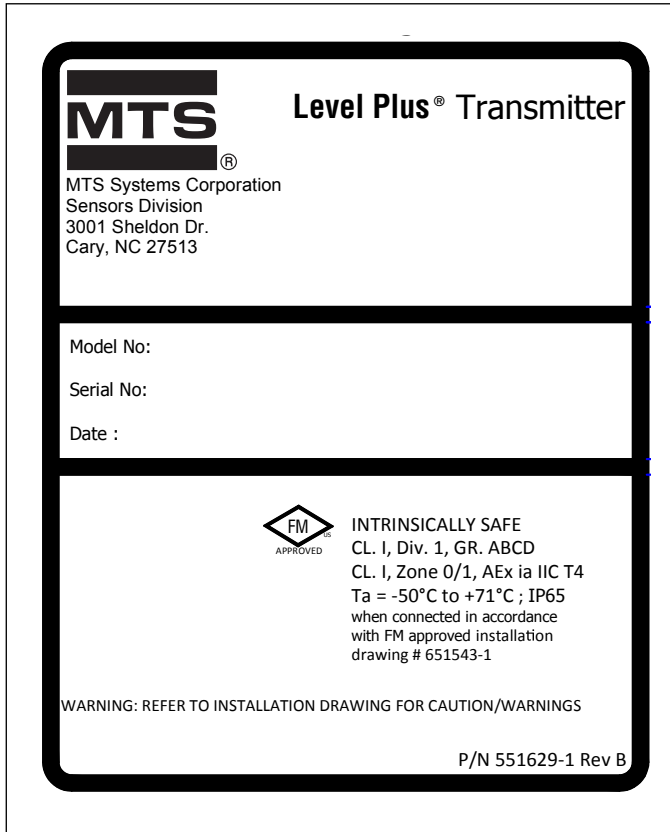 MTS
®
Level Plus® Transmitter
MTS Systems Corporation
Sensors Division
3001 Sheldon Dr.
Cary, NC 27513
Model No:
Serial No:
Date :
FM
us
APPROVED
INTRINSICALLY SAFE
CL. I, Div. 1, GR. ABCD
CL. I, Zone 0/1, AEx ia IIC T4
Ta = -50°C to +71°C ; IP65
when connected in accordance
with FM approved installation
drawing # 651543-1
WARNING: REFER TO INSTALLATION DRAWING FOR CAUTION/WARNINGS
P/N 551629-1 Rev B